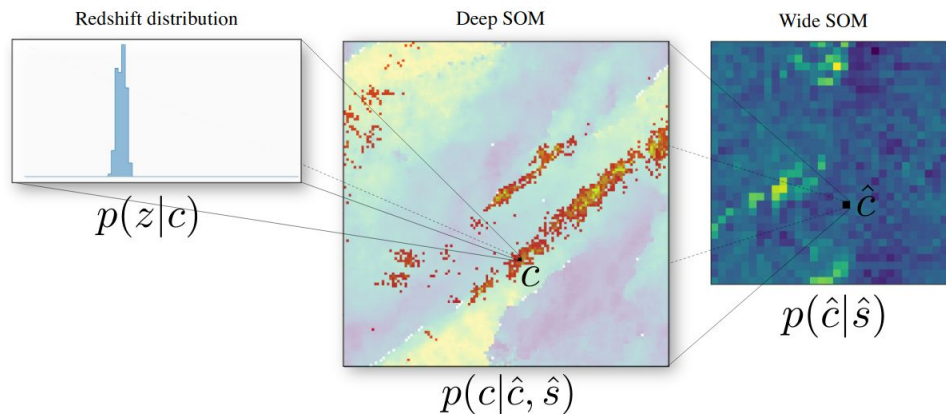 Redshift distribution
Deep SOM
Wide SOM
c
ĉ
p(z|c)
p(c|ĉ, ŝ)
p(ĉ|ŝ)